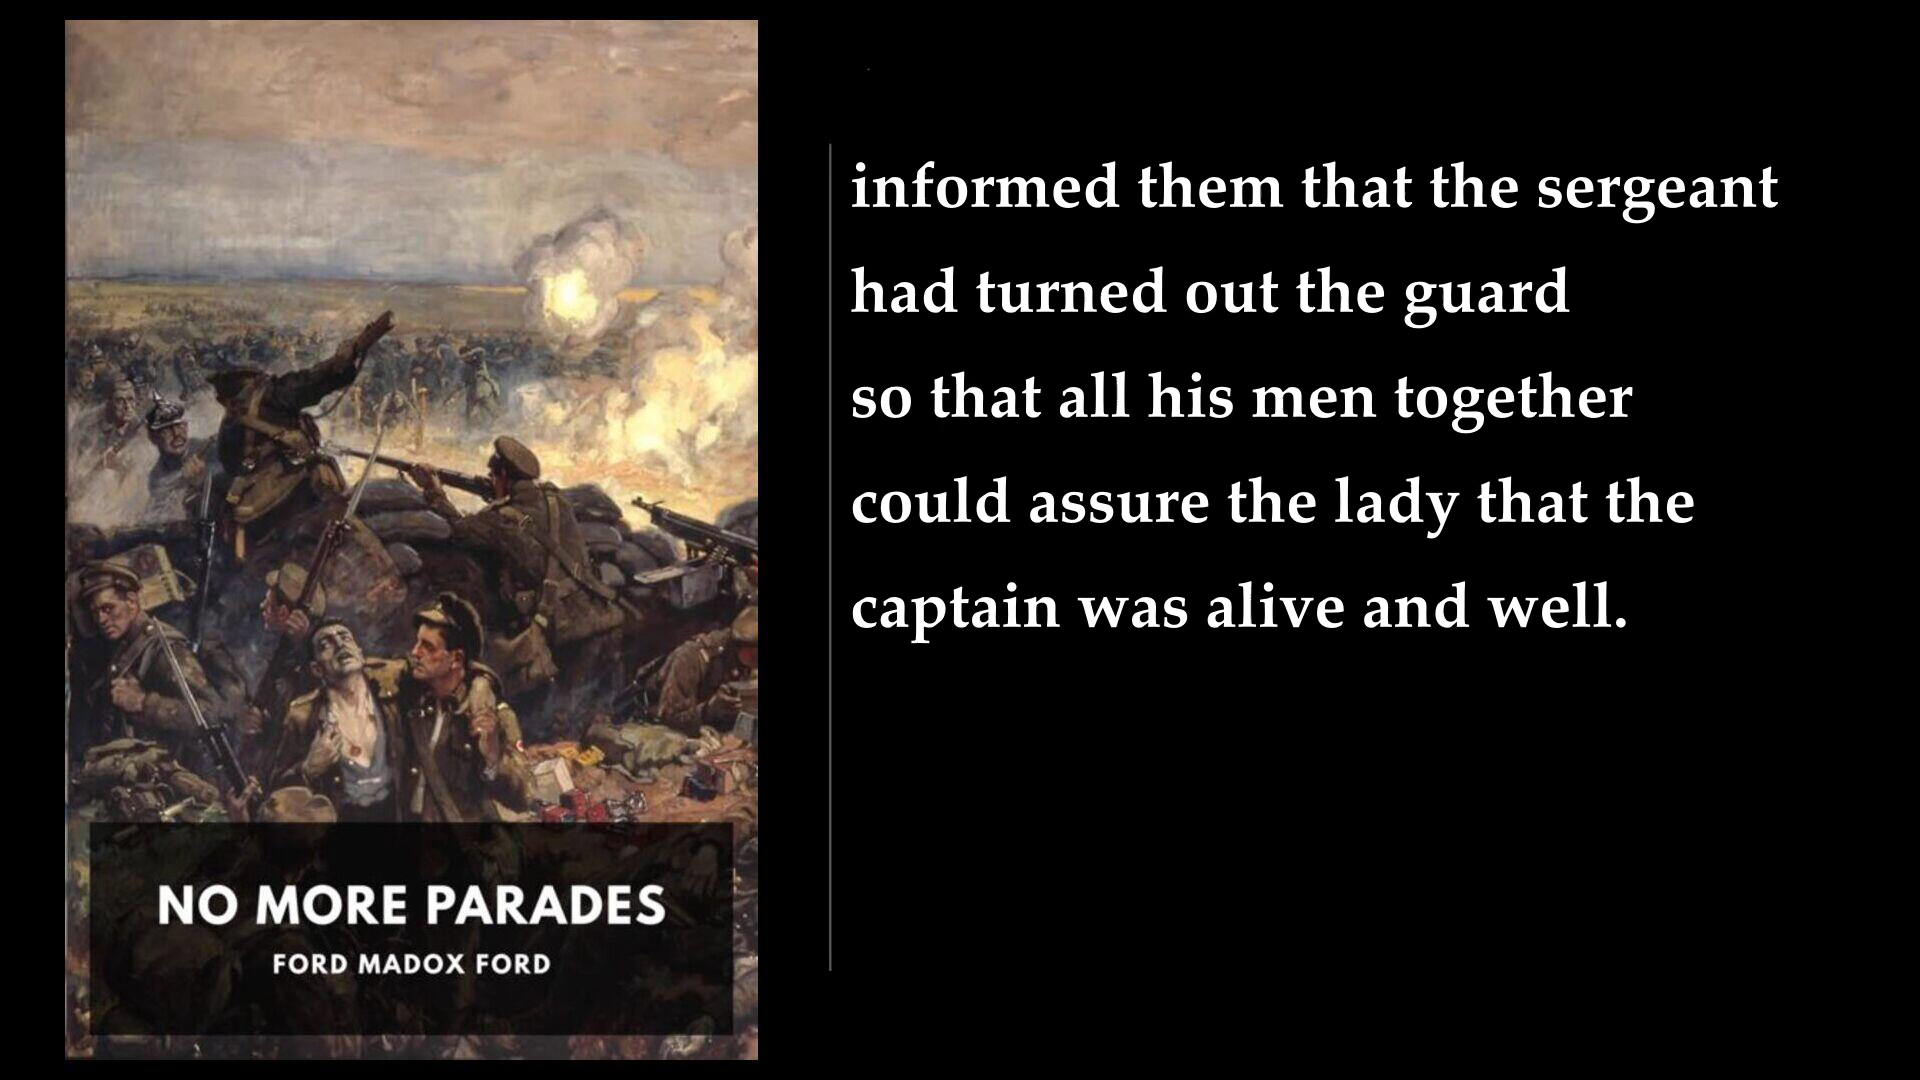 informed them that the sergeant
had turned out the guard
so that all his men together
could assure the lady that the
captain was alive and well.
NO MORE PARADES
FORD MADOX FORD